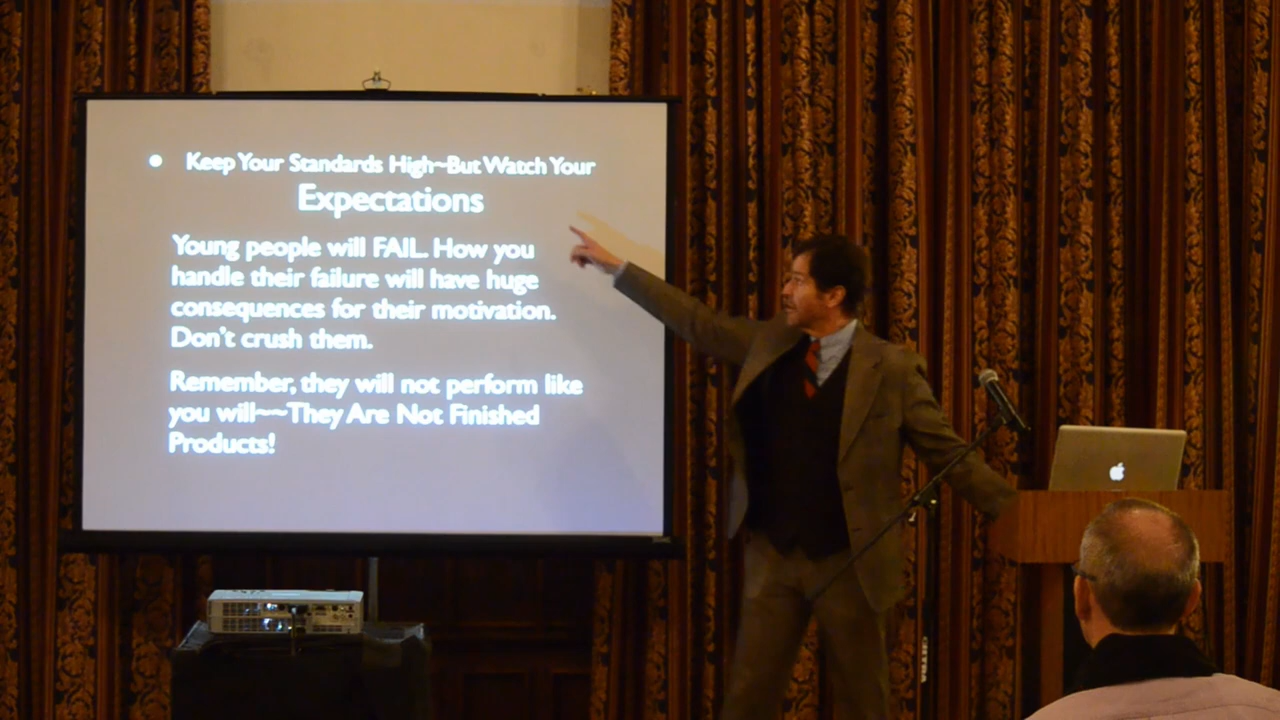 • Keep Your Standards High~But Watch Your
Expectations
Young people will FAIL. How you
handle their failure will have huge
consequences for their motivation.
Don't crush them.
Remember, they will not perform like
you will~~They Are Not Finished
Products!